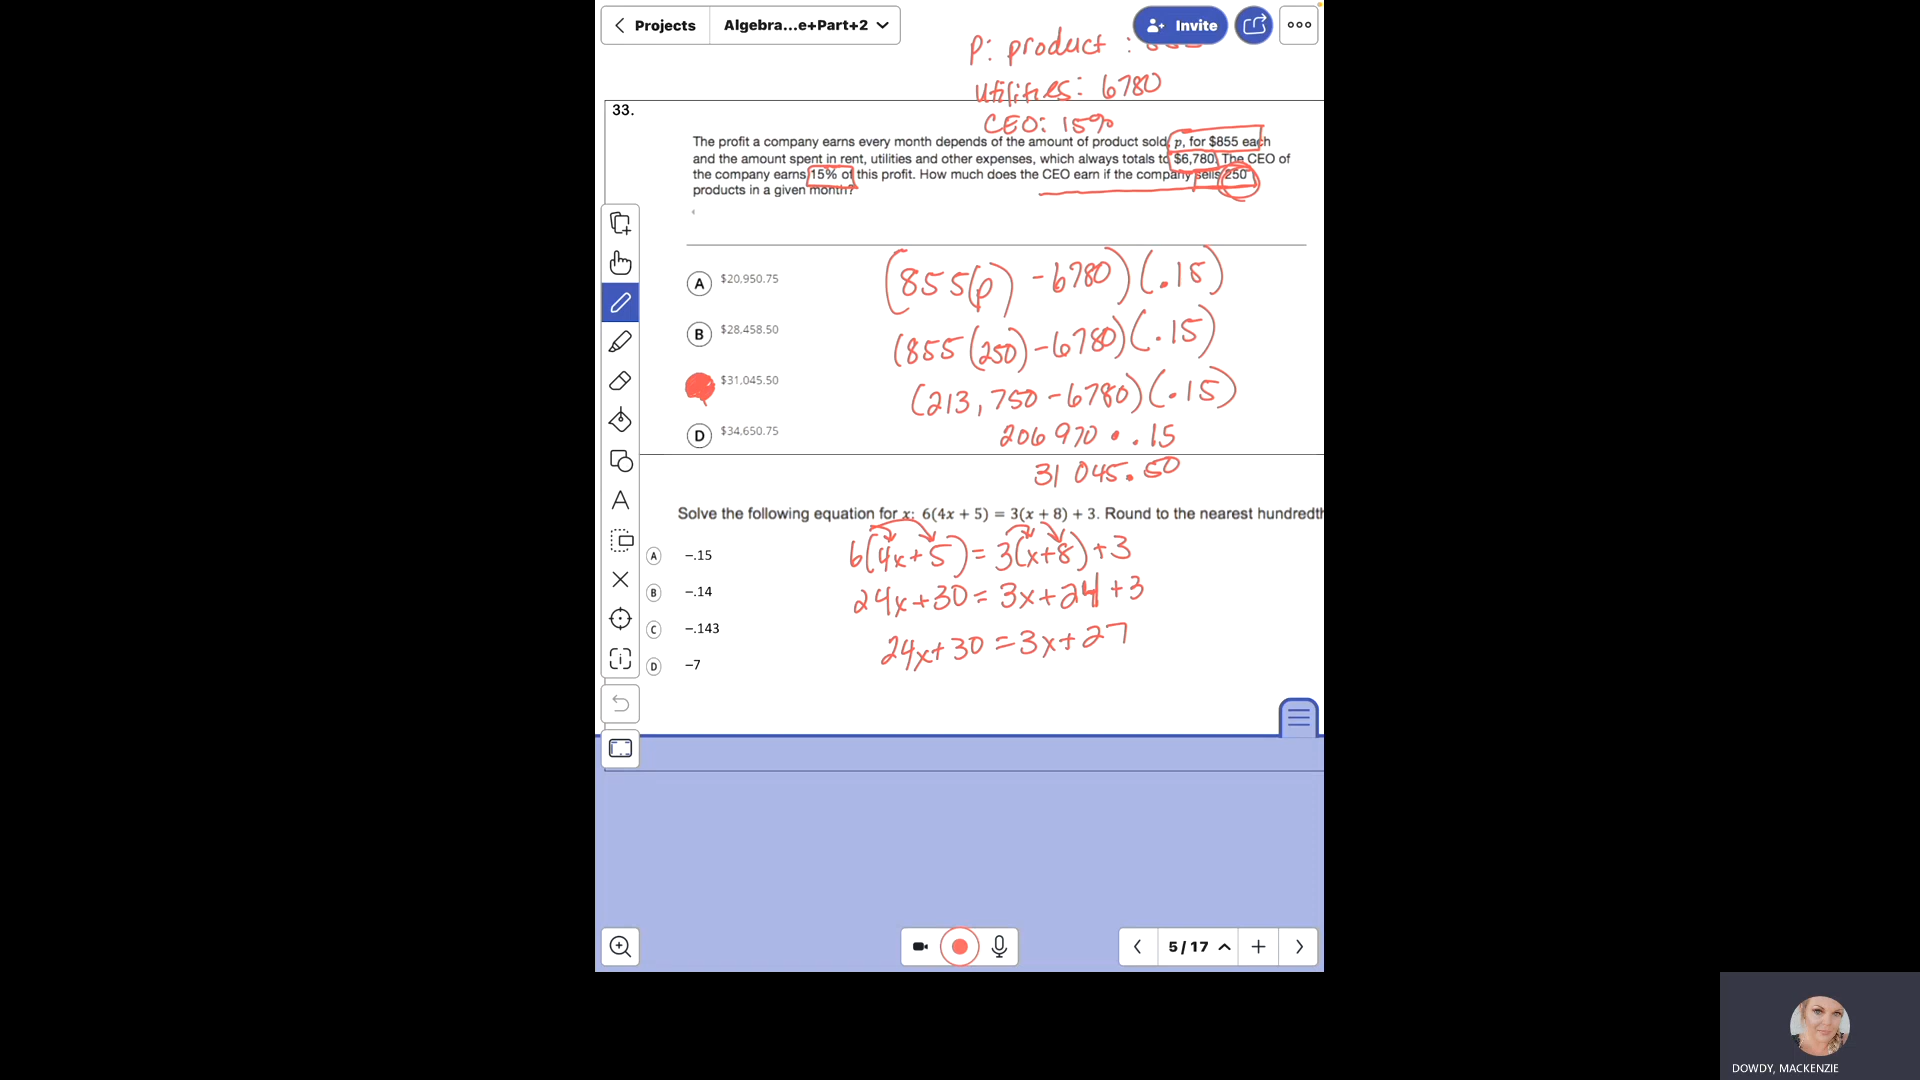 Projects
Algebra...e+Part+2
Invite
P: product :
utilities: 6780
CEO: 15%
33.
The profit a company earns every month depends of the amount of product sold, p, for $855 each
and the amount spent in rent, utilities and other expenses, which always totals to $6,780. The CEO of
the company earns 15% of this profit. How much does the CEO earn if the company sells 250
products in a given month?
(855(p) - 6780) (.15)
A $20,950.75
(855 (250) - 6780) (.15)
B $28,458.50
$31,045.50
(213,750 - 6780) (.15)
D $34,650.75
206 970 • .15
31 045.50
Solve the following equation for x: 6(4x + 5) = 3(x + 8) + 3. Round to the nearest hundredth
A −.15
6(4x+5) = 3(x+8) +3
B −.14
24x+30 = 3x+24 +3
C −.143
24x+30 = 3x+27
D −7
5 / 17
DOWDY, MACKENZIE